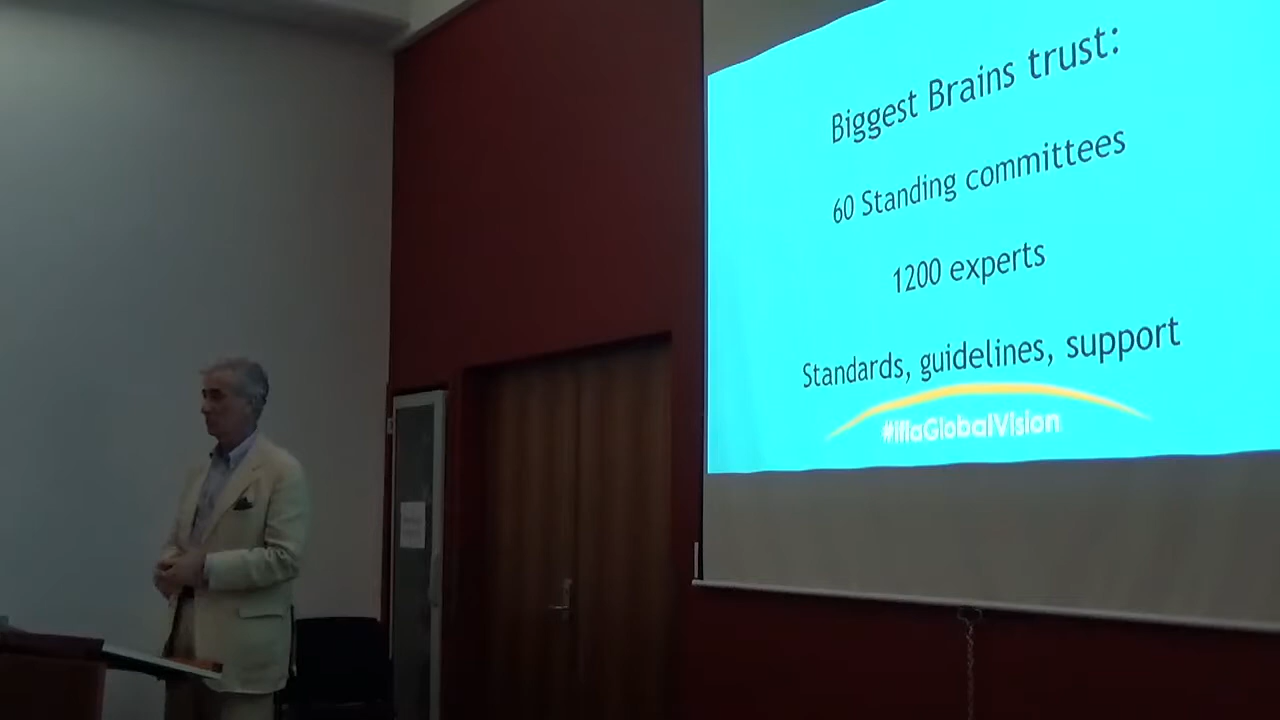 Biggest Brains trust:
60 Standing committees
1200 experts
Standards, guidelines, support
#iflaGlobalVision